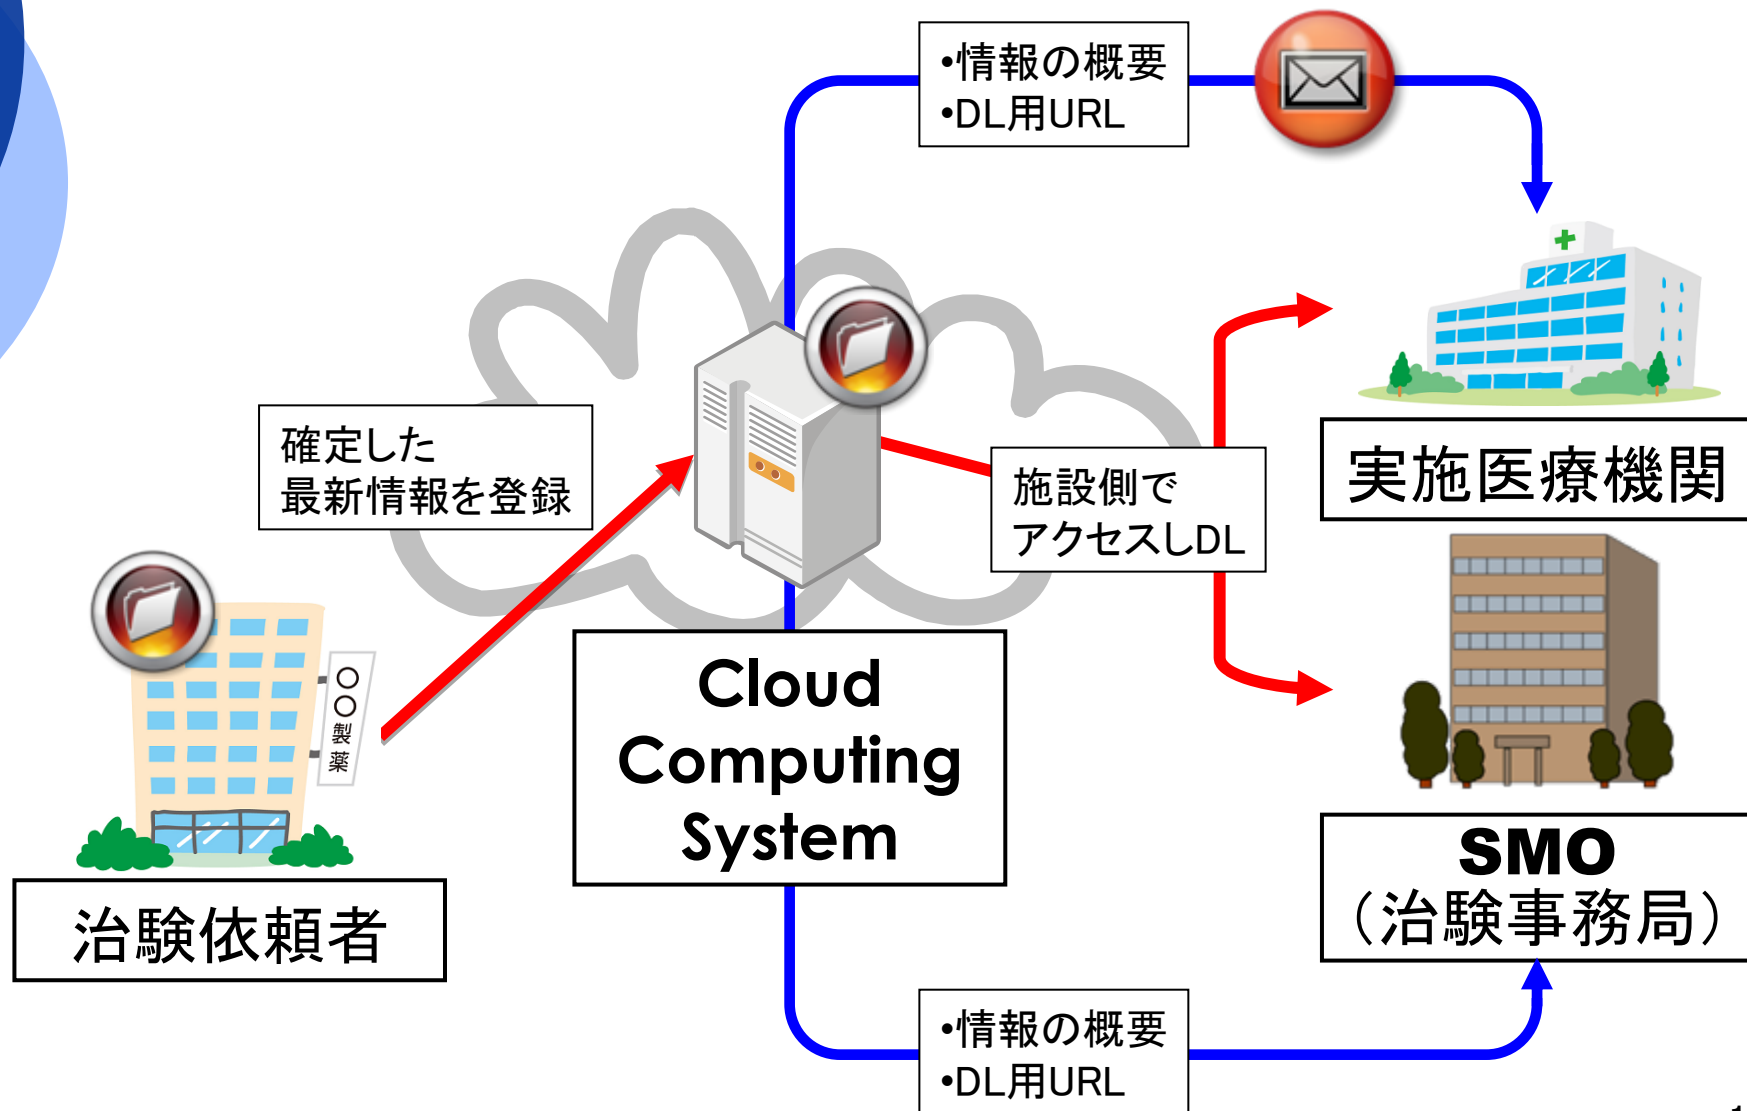 •情報の概要
•DL用URL
確定した
最新情報を登録
施設側で
アクセスしDL
実施医療機関
〇〇製薬
Cloud
Computing
System
治験依頼者
SMO
（治験事務局）
•情報の概要
•DL用URL